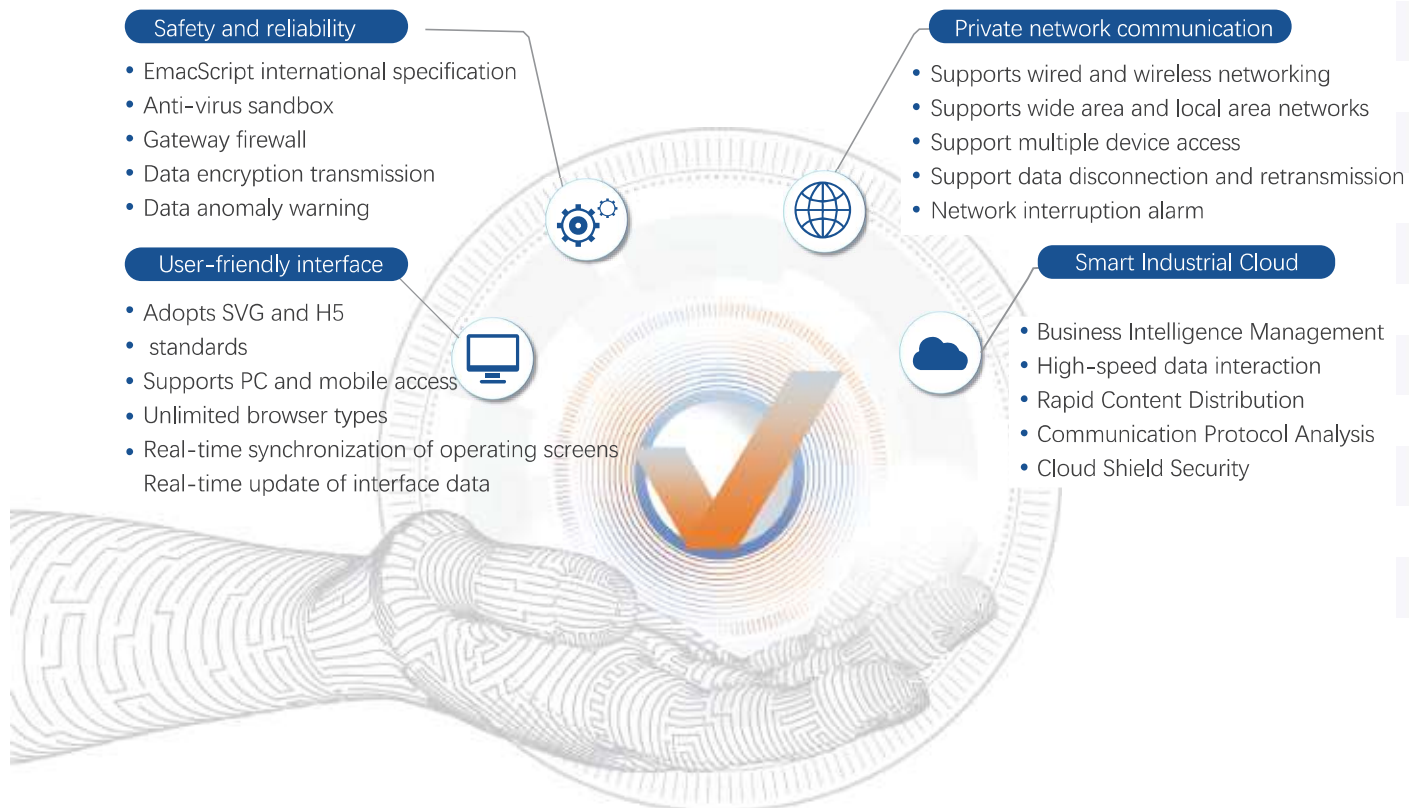 Safety and reliability
• EmacScript international specification
• Anti-virus sandbox
• Gateway firewall
• Data encryption transmission
• Data anomaly warning
User-friendly interface
• Adopts SVG and H5
• standards
• Supports PC and mobile access
• Unlimited browser types
• Real-time synchronization of operating screens
Real-time update of interface data
Private network communication
• Supports wired and wireless networking
• Supports wide area and local area networks
• Support multiple device access
• Support data disconnection and retransmission
• Network interruption alarm
Smart Industrial Cloud
• Business Intelligence Management
• High-speed data interaction
• Rapid Content Distribution
• Communication Protocol Analysis
• Cloud Shield Security